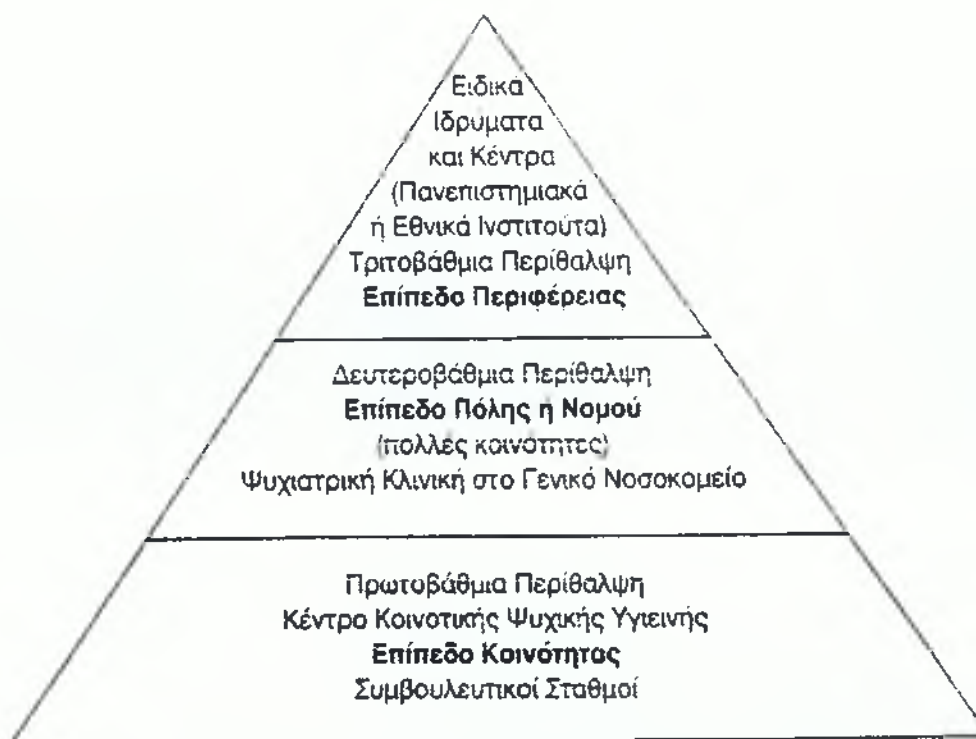 Ειδικά
Ιδρύματα
και Κέντρα
(Πανεπιστημιακά
ή Εθνικά Ινστιτούτα)
Τριτοβάθμια Περίθαλψη
Επίπεδο Περιφέρειας
Δευτεροβάθμια Περίθαλψη
Επίπεδο Πόλης ή Νομού
(πολλές κοινότητες)
Ψυχιατρική Κλινική στο Γενικό Νοσοκομείο
Πρωτοβάθμια Περίθαλψη
Κέντρο Κοινοτικής Ψυχικής Υγιεινής
Επίπεδο Κοινότητας
Συμβουλευτικοί Σταθμοί